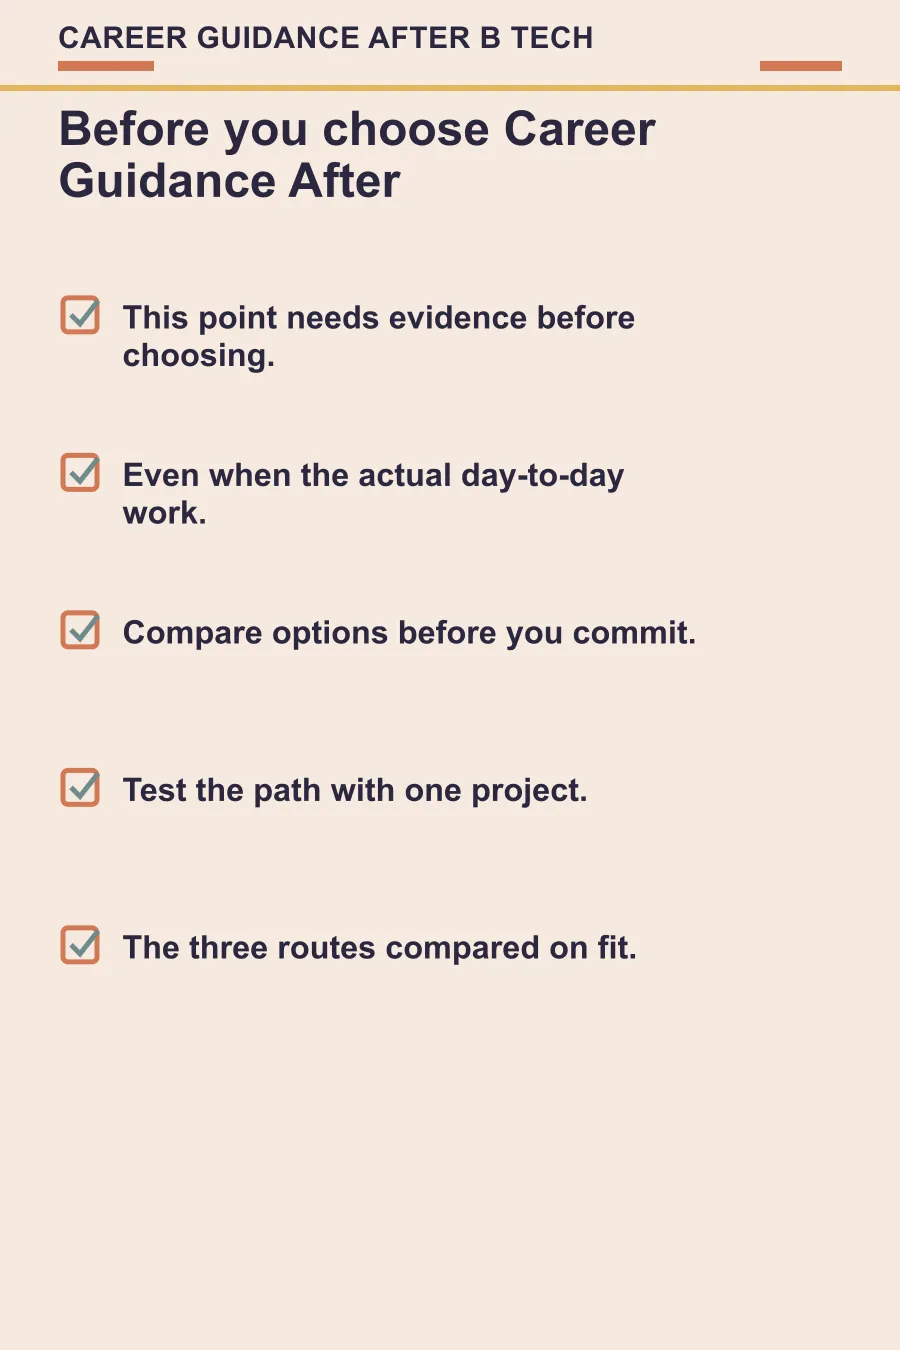 CAREER GUIDANCE AFTER B TECH
Before you choose Career
Guidance After
This point needs evidence before
choosing.
Even when the actual day-to-day
work.
Compare options before you commit.
Test the path with one project.
The three routes compared on fit.